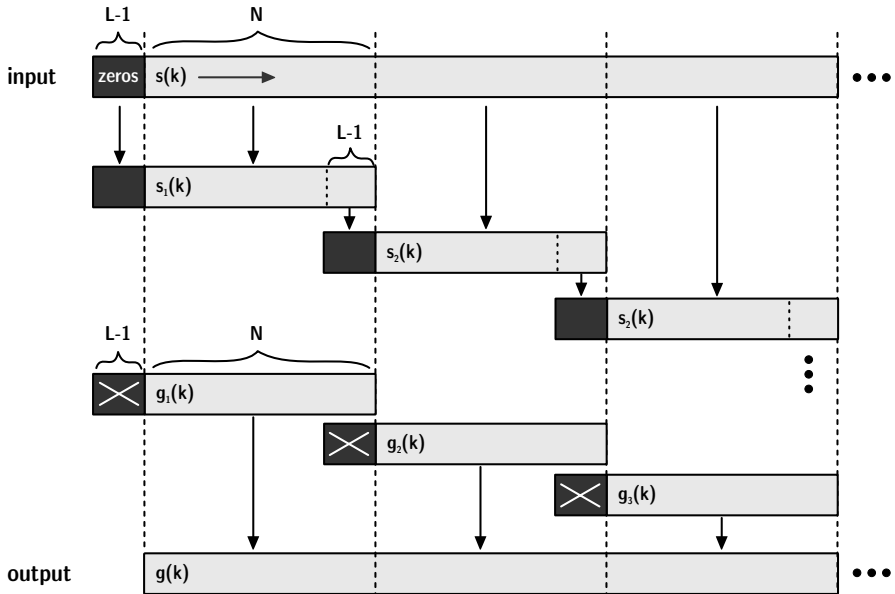 L-1 N
input zeros s(k)
L-1
s₁(k)
s₂(k)
s₂(k)
L-1 N
g₁(k)
g₂(k)
g₃(k)
output g(k)